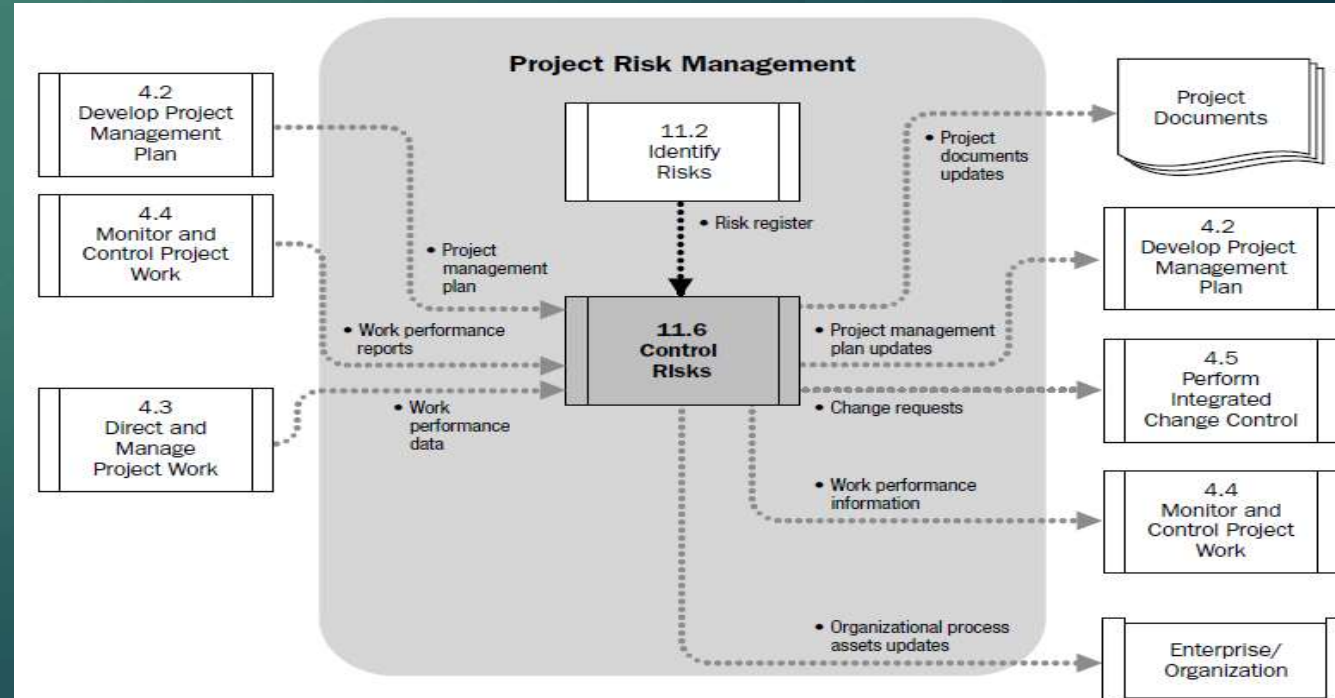 Project Risk Management
4.2
Develop Project
Management
Plan
4.4
Monitor and
Control Project
Work
4.3
Direct and
Manage
Project Work
11.2
Identify
Risks
• Risk register
• Project
management
plan
• Work performance
reports
• Work
performance
data
11.6
Control
Risks
• Project
documents
updates
• Project management
plan updates
• Change requests
• Work performance
information
• Organizational process
assets updates
Project
Documents
4.2
Develop Project
Management
Plan
4.5
Perform
Integrated
Change Control
4.4
Monitor and
Control Project
Work
Enterprise/
Organization